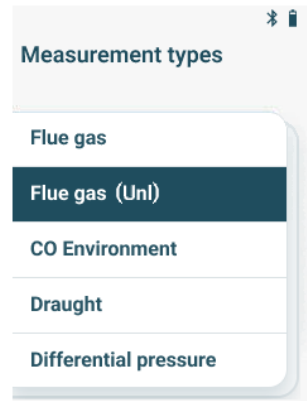 Measurement types
Flue gas
Flue gas (Unl)
CO Environment
Draught
Differential pressure